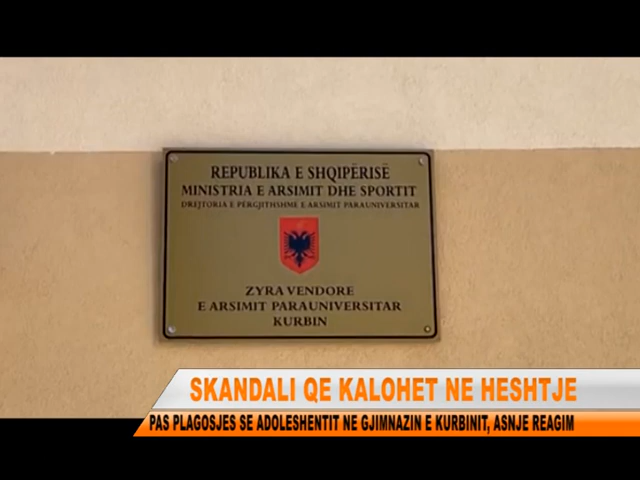 REPUBLIKA E SHQIPËRISË
MINISTRIA E ARSIMIT DHE SPORTIT
DREJTORIA E PËRGJITHSHME E ARSIMIT PARAUNIVERSITAR
ZYRA VENDORE
E ARSIMIT PARAUNIVERSITAR
KURBIN
SKANDALI QE KALOHET NE HESHTJE
PAS PLAGOSJES SE ADOLESHENTIT NE GJIMNAZIN E KURBINIT, ASNJE REAGIM